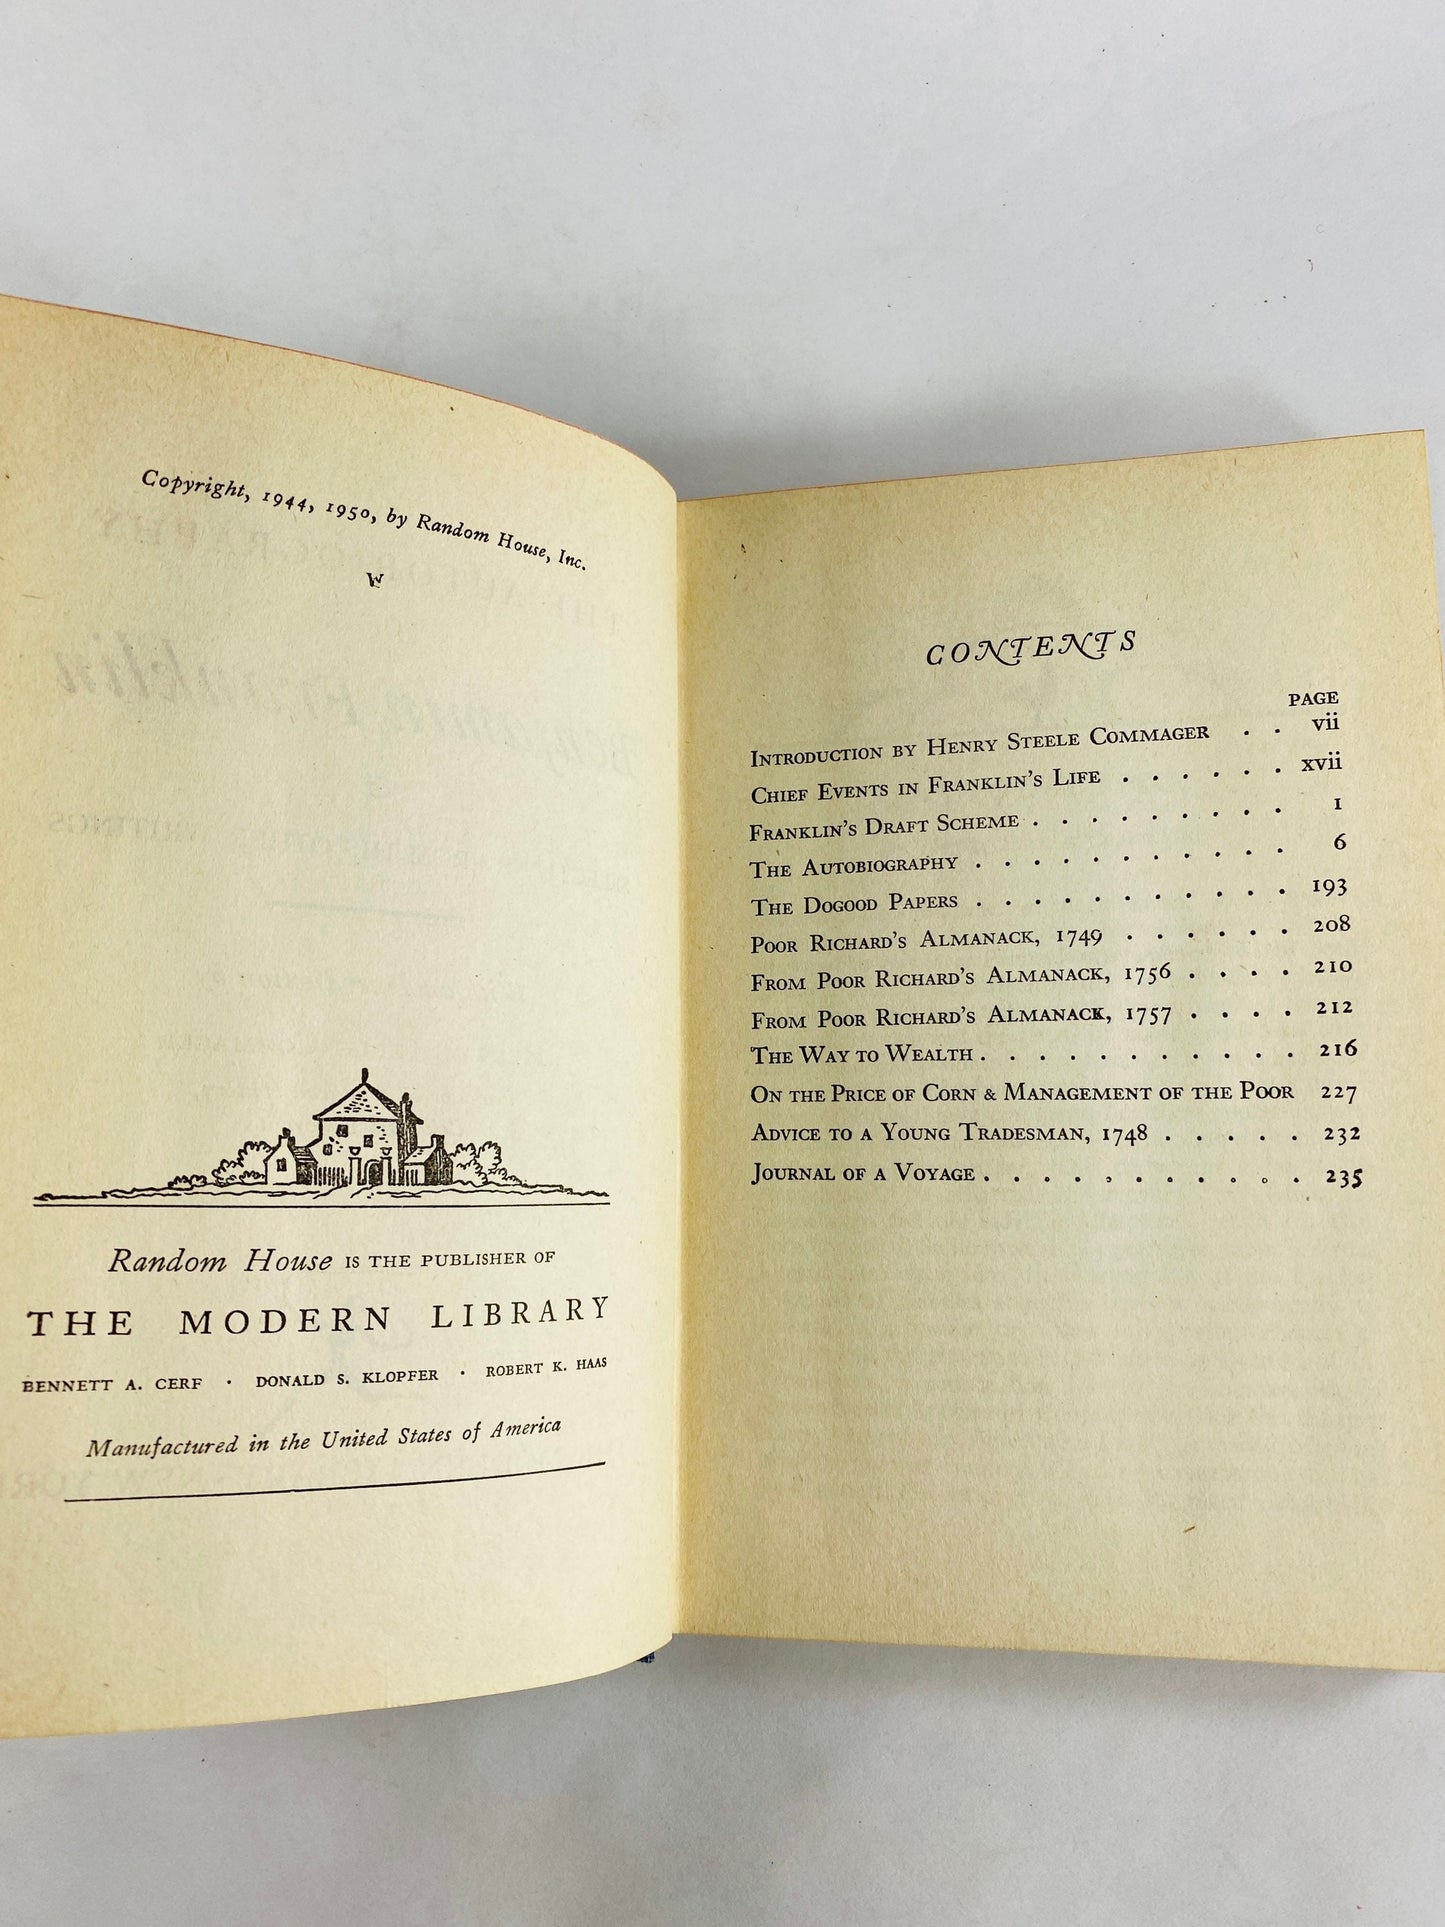 Copyright, 1944, 1950, by Random House, Inc.
W
Random House IS THE PUBLISHER OF
THE MODERN LIBRARY
BENNETT A. CERF · DONALD S. KLOPFER · ROBERT K. HAAS
Manufactured in the United States of America
CONTENTS
PAGE
INTRODUCTION BY HENRY STEELE COMMAGER . . vii
CHIEF EVENTS IN FRANKLIN'S LIFE . . . . . . xvii
FRANKLIN'S DRAFT SCHEME . . . . . . . . . 1
THE AUTOBIOGRAPHY . . . . . . . . . . . 6
THE DOGOOD PAPERS . . . . . . . . . . . 193
POOR RICHARD'S ALMANACK, 1749 . . . . . . 208
FROM POOR RICHARD'S ALMANACK, 1756 . . . . 210
FROM POOR RICHARD'S ALMANACK, 1757 . . . . 212
THE WAY TO WEALTH . . . . . . . . . . . 216
ON THE PRICE OF CORN & MANAGEMENT OF THE POOR 227
ADVICE TO A YOUNG TRADESMAN, 1748 . . . . . 232
JOURNAL OF A VOYAGE . . . . . . . . . . . 235